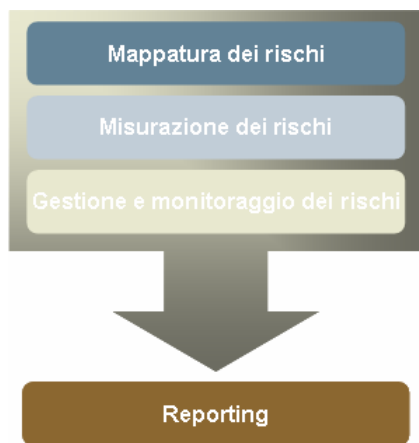 Mappatura dei rischi
Misurazione dei rischi
Gestione e monitoraggio dei rischi
Reporting